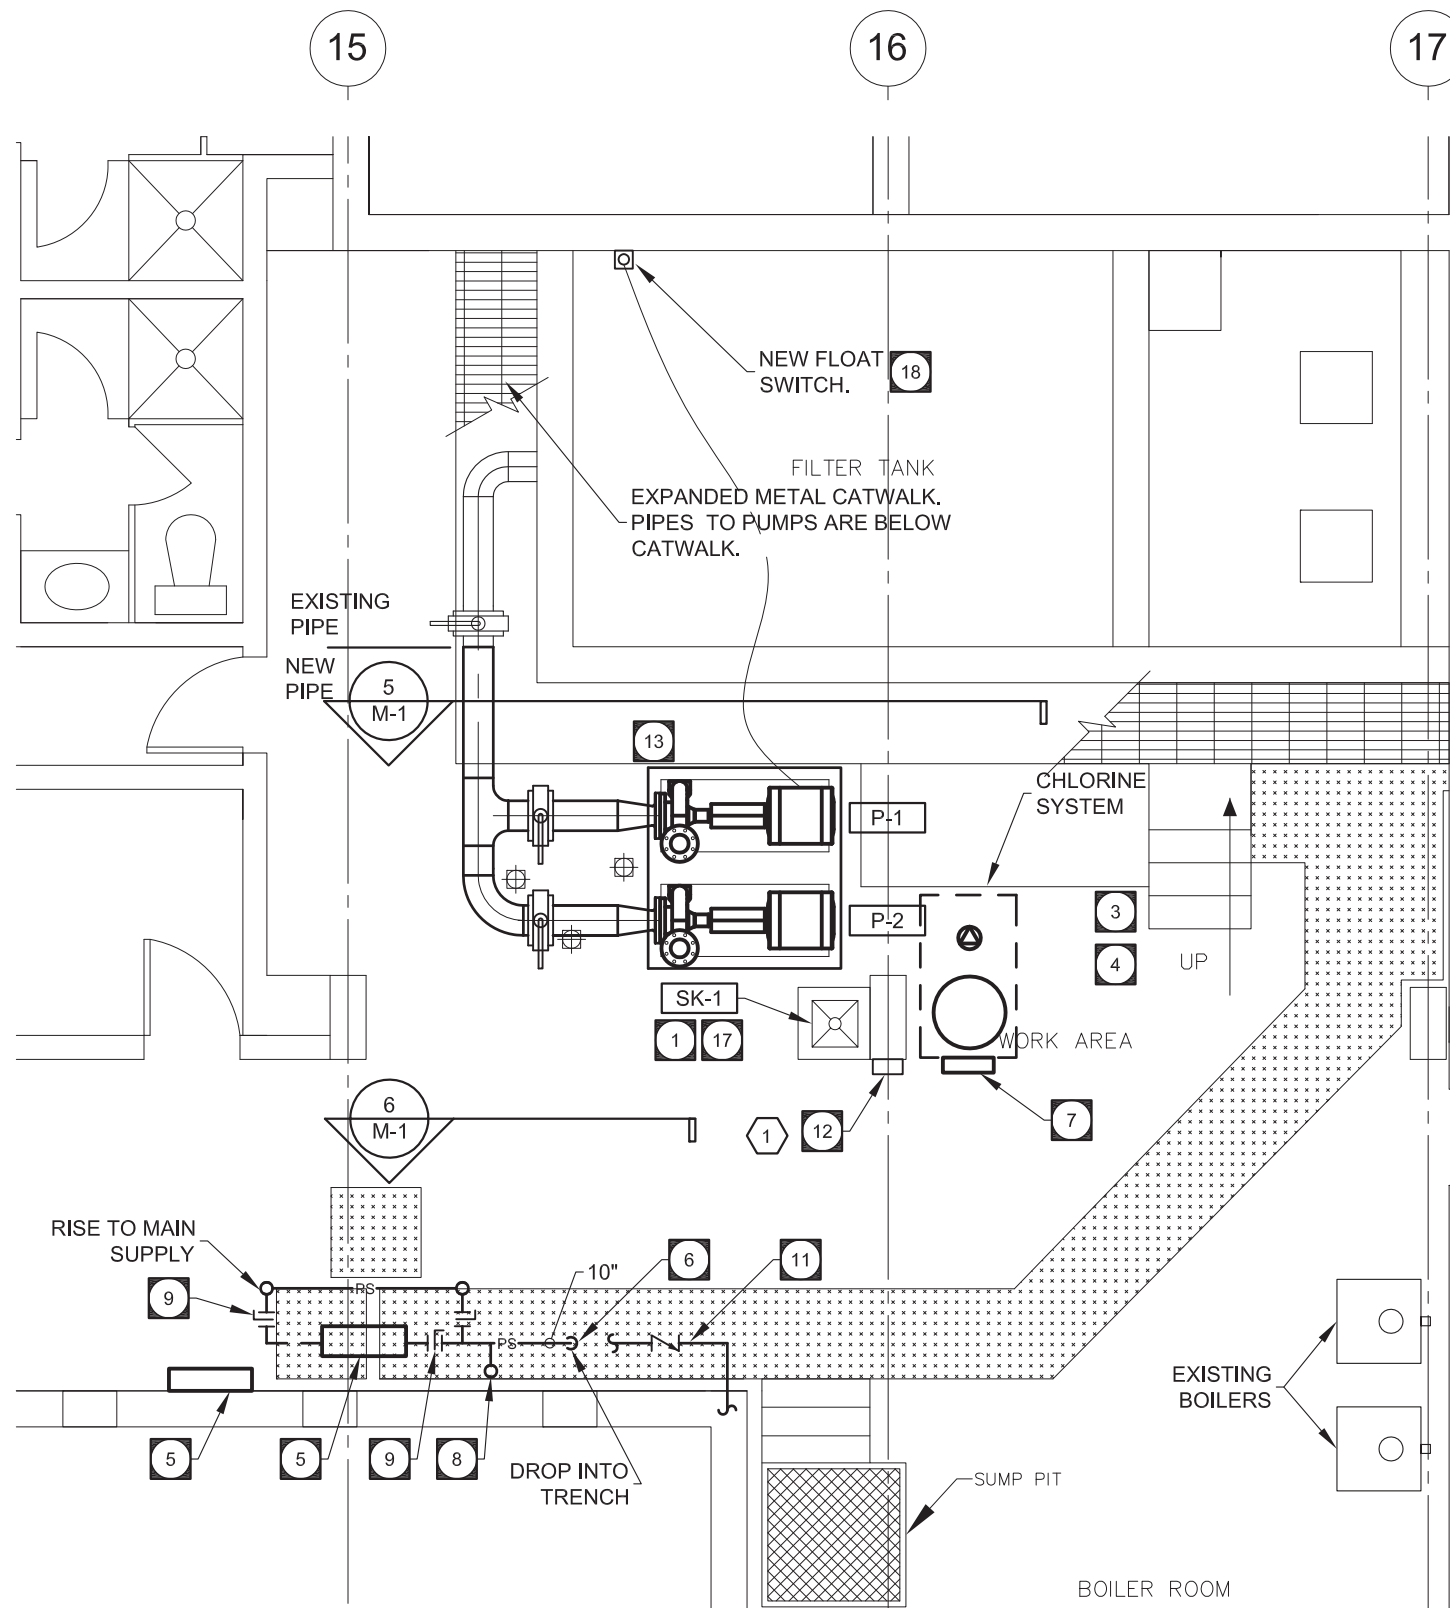 15
16
17
NEW FLOAT
SWITCH.
18
FILTER TANK
EXPANDED METAL CATWALK.
PIPES TO PUMPS ARE BELOW
CATWALK.
EXISTING
PIPE
NEW
PIPE
5
M-1
13
CHLORINE
SYSTEM
P-1
P-2
3
4
UP
SK-1
1
17
WORK AREA
6
M-1
1
12
7
RISE TO MAIN
SUPPLY
9
PS
10"
6
11
PS
EXISTING
BOILERS
5
5
9
8
DROP INTO
TRENCH
SUMP PIT
BOILER ROOM